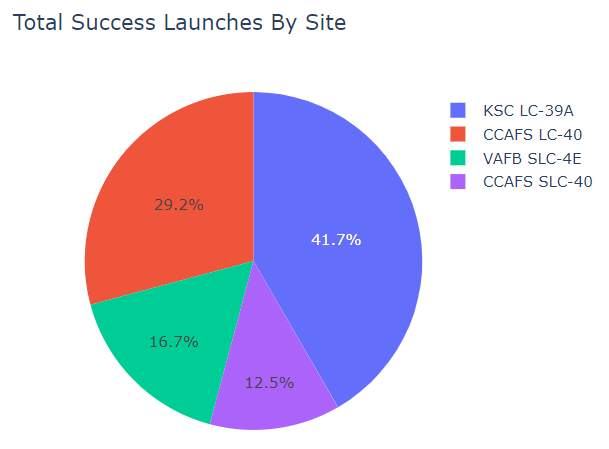 Total Success Launches By Site
KSC LC-39A
CCAFS LC-40
VAFB SLC-4E
CCAFS SLC-40
29.2%
41.7%
16.7%
12.5%